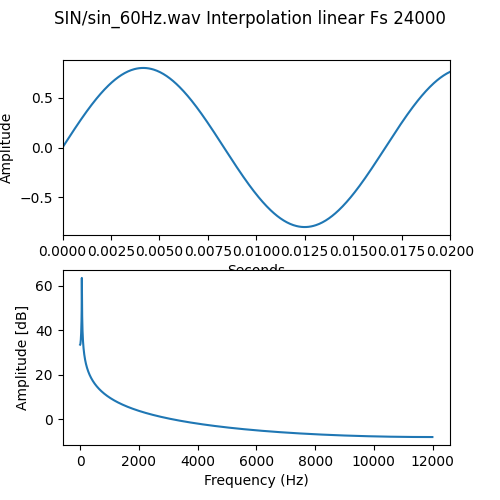 SIN/sin_60Hz.wav Interpolation linear Fs 24000
Amplitude
0.5
0.0
−0.5
0.0000 0.0025 0.0050 0.0075 0.0100 0.0125 0.0150 0.0175 0.0200
Seconds
Amplitude [dB]
60
40
20
0
0 2000 4000 6000 8000 10000 12000
Frequency (Hz)